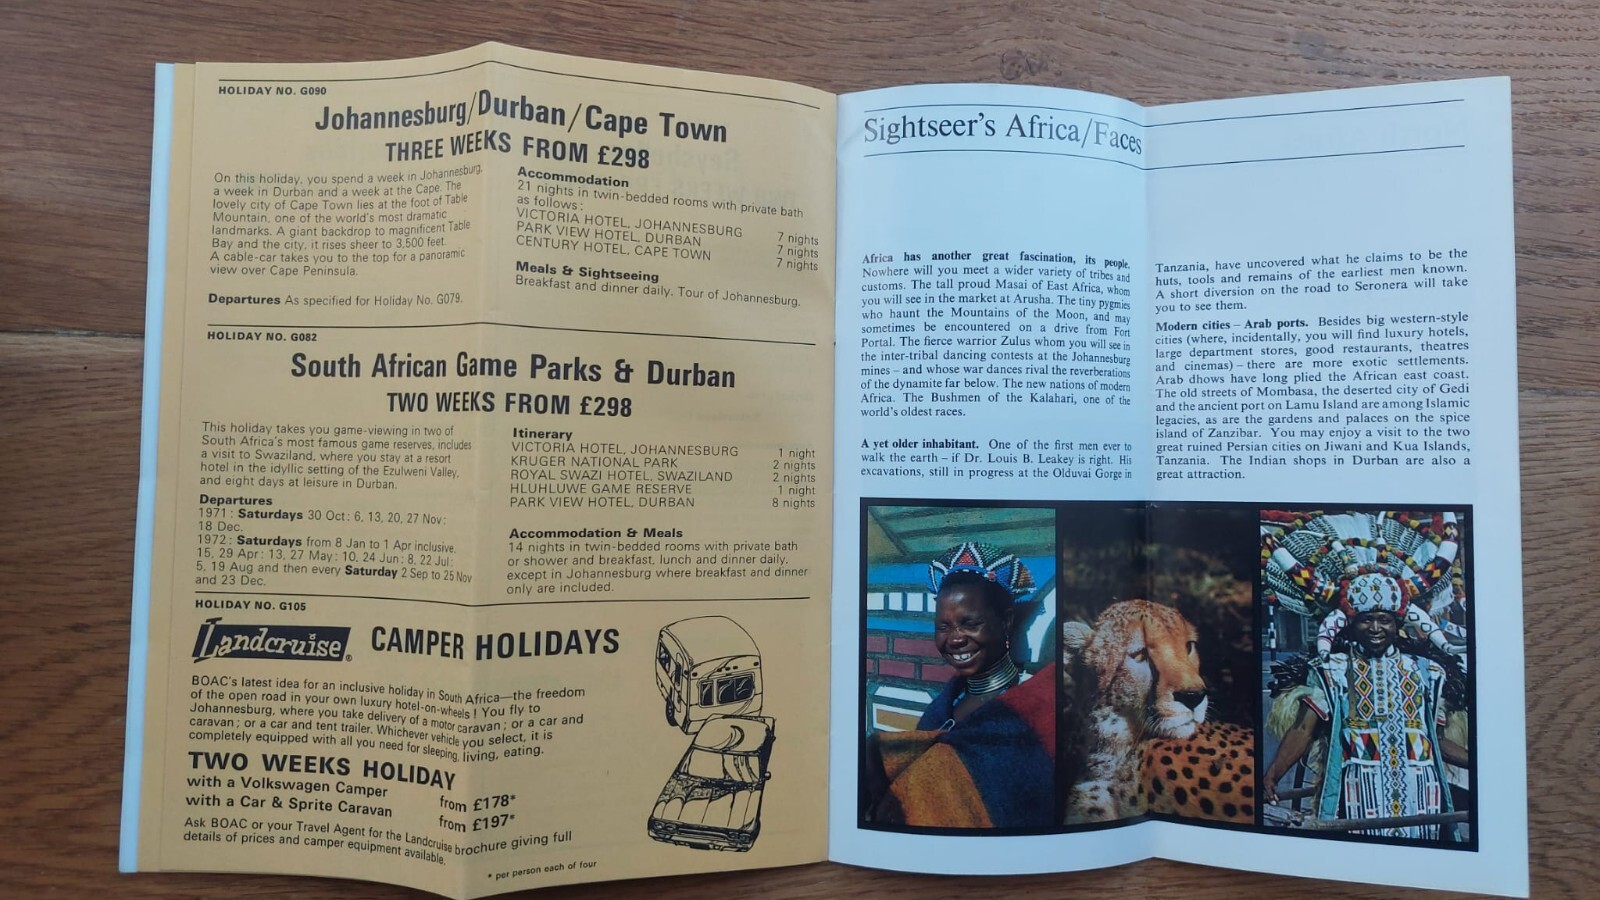 HOLIDAY NO. G090
Johannesburg/Durban/Cape Town
THREE WEEKS FROM £298
On this holiday, you spend a week in Johannesburg,
a week in Durban and a week at the Cape. The
lovely city of Cape Town lies at the foot of Table
Mountain, one of the world's most dramatic
landmarks. A giant backdrop to magnificent Table
Bay and the city, it rises sheer to 3,500 feet.
A cable-car takes you to the top for a panoramic
view over Cape Peninsula.
Departures As specified for Holiday No. G079.
Accommodation
21 nights in twin-bedded rooms with private bath
as follows:
VICTORIA HOTEL, JOHANNESBURG 7 nights
PARK VIEW HOTEL, DURBAN 7 nights
CENTURY HOTEL, CAPE TOWN 7 nights
Meals & Sightseeing
Breakfast and dinner daily. Tour of Johannesburg.
HOLIDAY NO. G082
South African Game Parks & Durban
TWO WEEKS FROM £298
This holiday takes you game-viewing in two of
South Africa's most famous game reserves, includes
a visit to Swaziland, where you stay at a resort
hotel in the idyllic setting of the Ezulweni Valley,
and eight days at leisure in Durban.
Departures
1971: Saturdays 30 Oct: 6, 13, 20, 27 Nov:
18 Dec.
1972: Saturdays from 8 Jan to 1 Apr inclusive.
15, 29 Apr: 13, 27 May: 10, 24 Jun: 8, 22 Jul:
5, 19 Aug and then every Saturday 2 Sep to 25 Nov
and 23 Dec.
Itinerary
VICTORIA HOTEL, JOHANNESBURG 1 night
KRUGER NATIONAL PARK 2 nights
ROYAL SWAZI HOTEL, SWAZILAND 2 nights
HLUHLUWE GAME RESERVE 1 night
PARK VIEW HOTEL, DURBAN 8 nights
Accommodation & Meals
14 nights in twin-bedded rooms with private bath
or shower and breakfast, lunch and dinner daily,
except in Johannesburg where breakfast and dinner
only are included.
HOLIDAY NO. G105
Landcruise® CAMPER HOLIDAYS
BOAC's latest idea for an inclusive holiday in South Africa—the freedom
of the open road in your own luxury hotel-on-wheels! You fly to
Johannesburg, where you take delivery of a motor caravan; or a car and
caravan; or a car and tent trailer. Whichever vehicle you select, it is
completely equipped with all you need for sleeping, living, eating.
TWO WEEKS HOLIDAY
with a Volkswagen Camper from £178*
with a Car & Sprite Caravan from £197*
Ask BOAC or your Travel Agent for the Landcruise brochure giving full
details of prices and camper equipment available.
* per person each of four
Sightseer's Africa/Faces
Africa has another great fascination, its people.
Nowhere will you meet a wider variety of tribes and
customs. The tall proud Masai of East Africa, whom
you will see in the market at Arusha. The tiny pygmies
who haunt the Mountains of the Moon, and may
sometimes be encountered on a drive from Fort
Portal. The fierce warrior Zulus whom you will see in
the inter-tribal dancing contests at the Johannesburg
mines – and whose war dances rival the reverberations
of the dynamite far below. The new nations of modern
Africa. The Bushmen of the Kalahari, one of the
world's oldest races.
A yet older inhabitant. One of the first men ever to
walk the earth – if Dr. Louis B. Leakey is right. His
excavations, still in progress at the Olduvai Gorge in
Tanzania, have uncovered what he claims to be the
huts, tools and remains of the earliest men known.
A short diversion on the road to Seronera will take
you to see them.
Modern cities – Arab ports. Besides big western-style
cities (where, incidentally, you will find luxury hotels,
large department stores, good restaurants, theatres
and cinemas) – there are more exotic settlements.
Arab dhows have long plied the African east coast.
The old streets of Mombasa, the deserted city of Gedi
and the ancient port on Lamu Island are among Islamic
legacies, as are the gardens and palaces on the spice
island of Zanzibar. You may enjoy a visit to the two
great ruined Persian cities on Jiwani and Kua Islands,
Tanzania. The Indian shops in Durban are also a
great attraction.